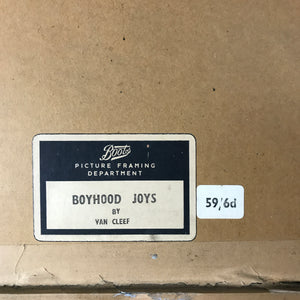 Boots
PICTURE FRAMING
DEPARTMENT
BOYHOOD JOYS
BY
VAN CLEEF
59/6d